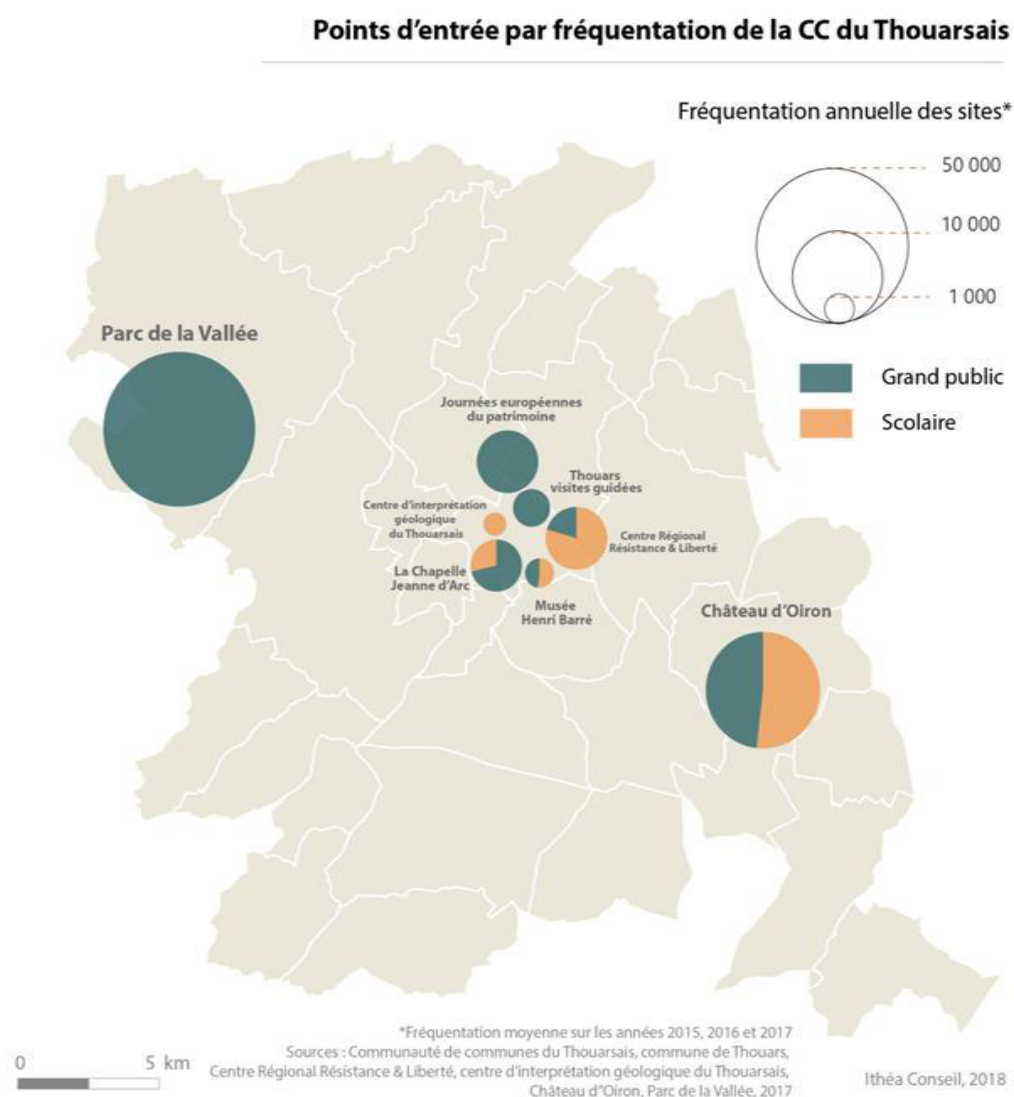 Points d'entrée par fréquentation de la CC du Thouarsais
Fréquentation annuelle des sites*
50 000
10 000
1 000
Grand public
Scolaire
Parc de la Vallée
Journées européennes
du patrimoine
Thouars
visites guidées
Centre d'interprétation
géologique
du Thouarsais
Centre Régional
Résistance & Liberté
La Chapelle
Jeanne d'Arc
Musée
Henri Barré
Château d'Oiron
*Fréquentation moyenne sur les années 2015, 2016 et 2017
Sources : Communauté de communes du Thouarsais, commune de Thouars,
Centre Régional Résistance & Liberté, centre d'interprétation géologique du Thouarsais,
Château d"Oiron, Parc de la Vallée, 2017
0 5 km
Ithéa Conseil, 2018